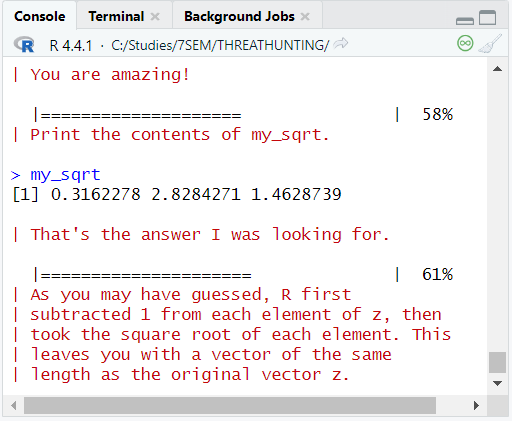 Console Terminal × Background Jobs ×
R 4.4.1 · C:/Studies/7SEM/THREATHUNTING/
| You are amazing!
|==================== | 58%
| Print the contents of my_sqrt.
> my_sqrt
[1] 0.3162278 2.8284271 1.4628739
| That's the answer I was looking for.
|===================== | 61%
| As you may have guessed, R first
| subtracted 1 from each element of z, then
| took the square root of each element. This
| leaves you with a vector of the same
| length as the original vector z.